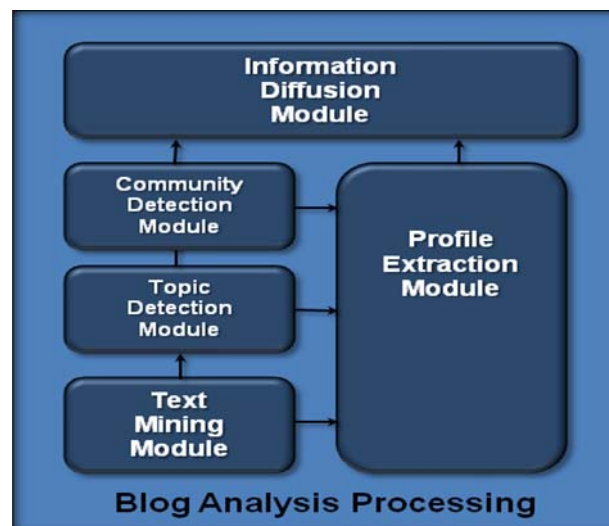 Information
Diffusion
Module
Community
Detection
Module
Profile
Extraction
Module
Topic
Detection
Module
Text
Mining
Module
Blog Analysis Processing